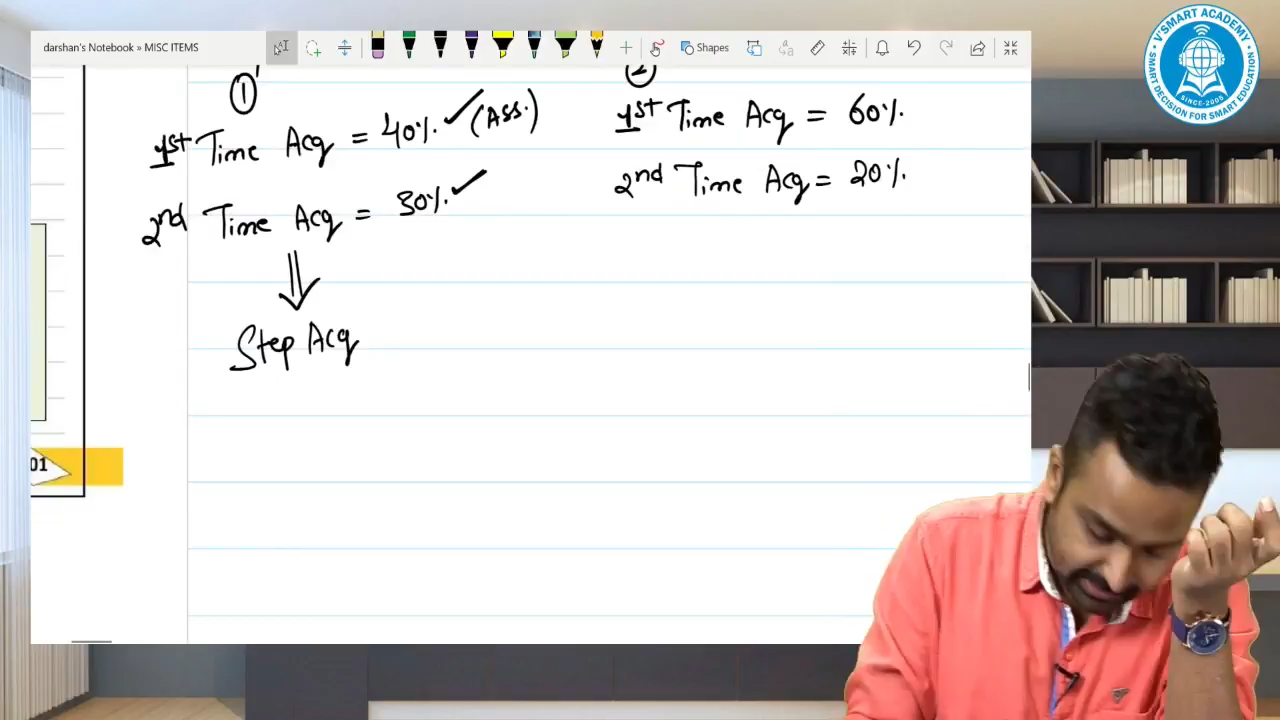 darshan's Notebook » MISC ITEMS
Shapes
V'SMART ACADEMY
SINCE-2005
SMART DECISION FOR SMART EDUCATION
①
1st Time Acq = 40%. ✓ (Ass.)
2nd Time Acq = 30%. ✓
⇓
Step Acq
②
1st Time Acq = 60%.
2nd Time Acq = 20%.
01